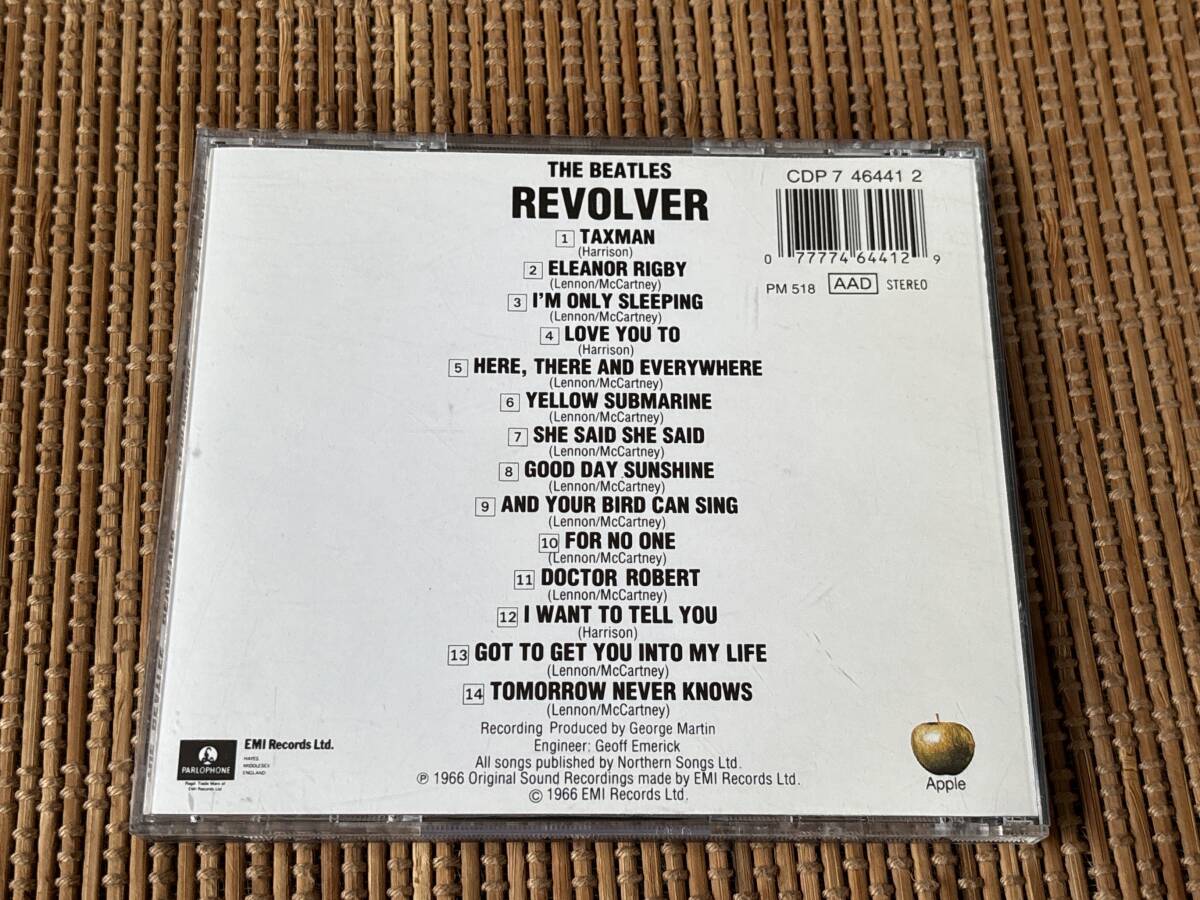 THE BEATLES
REVOLVER
1 TAXMAN
(Harrison)
2 ELEANOR RIGBY
(Lennon/McCartney)
3 I'M ONLY SLEEPING
(Lennon/McCartney)
4 LOVE YOU TO
(Harrison)
5 HERE, THERE AND EVERYWHERE
(Lennon/McCartney)
6 YELLOW SUBMARINE
(Lennon/McCartney)
7 SHE SAID SHE SAID
(Lennon/McCartney)
8 GOOD DAY SUNSHINE
(Lennon/McCartney)
9 AND YOUR BIRD CAN SING
(Lennon/McCartney)
10 FOR NO ONE
(Lennon/McCartney)
11 DOCTOR ROBERT
(Lennon/McCartney)
12 I WANT TO TELL YOU
(Harrison)
13 GOT TO GET YOU INTO MY LIFE
(Lennon/McCartney)
14 TOMORROW NEVER KNOWS
(Lennon/McCartney)
Recording Produced by George Martin
Engineer: Geoff Emerick
All songs published by Northern Songs Ltd.
℗ 1966 Original Sound Recordings made by EMI Records Ltd.
© 1966 EMI Records Ltd.
CDP 7 46441 2
0 77774 64412 9
PM 518 AAD STEREO
PARLOPHONE
Regd. Trade Mark of
EMI Records Ltd
EMI Records Ltd.
HAYES
MIDDLESEX
ENGLAND
Apple